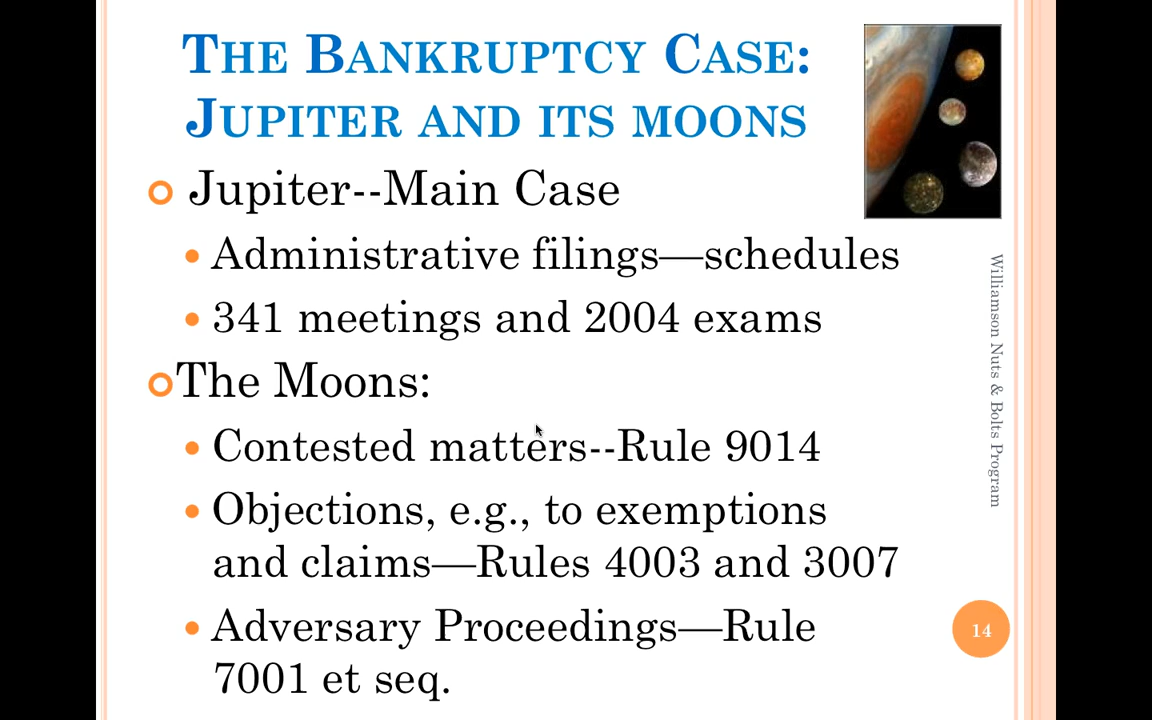 THE BANKRUPTCY CASE:
JUPITER AND ITS MOONS
Jupiter--Main Case
Administrative filings—schedules
341 meetings and 2004 exams
The Moons:
Contested matters--Rule 9014
Objections, e.g., to exemptions
and claims—Rules 4003 and 3007
Adversary Proceedings—Rule
7001 et seq.
Williamson Nuts & Bolts Program
14